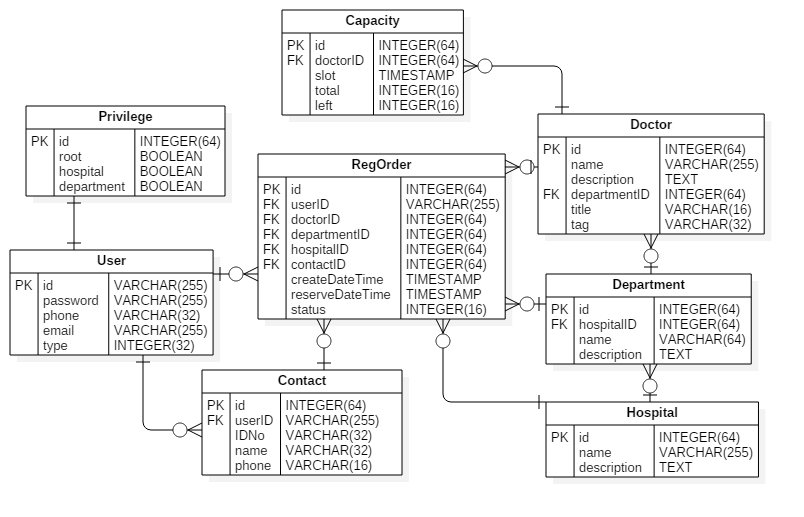 Capacity
PK id INTEGER(64)
FK doctorID INTEGER(64)
slot TIMESTAMP
total INTEGER(16)
left INTEGER(16)
Privilege
PK id INTEGER(64)
root BOOLEAN
hospital BOOLEAN
department BOOLEAN
Doctor
PK id INTEGER(64)
name VARCHAR(255)
description TEXT
FK departmentID INTEGER(64)
title VARCHAR(16)
tag VARCHAR(32)
RegOrder
PK id INTEGER(64)
FK userID VARCHAR(255)
FK doctorID INTEGER(64)
FK departmentID INTEGER(64)
FK hospitalID INTEGER(64)
FK contactID INTEGER(64)
createDateTime TIMESTAMP
reserveDateTime TIMESTAMP
status INTEGER(16)
User
PK id VARCHAR(255)
password VARCHAR(255)
phone VARCHAR(32)
email VARCHAR(255)
type INTEGER(32)
Department
PK id INTEGER(64)
FK hospitalID INTEGER(64)
name VARCHAR(64)
description TEXT
Contact
PK id INTEGER(64)
FK userID VARCHAR(255)
IDNo VARCHAR(32)
name VARCHAR(32)
phone VARCHAR(16)
Hospital
PK id INTEGER(64)
name VARCHAR(255)
description TEXT